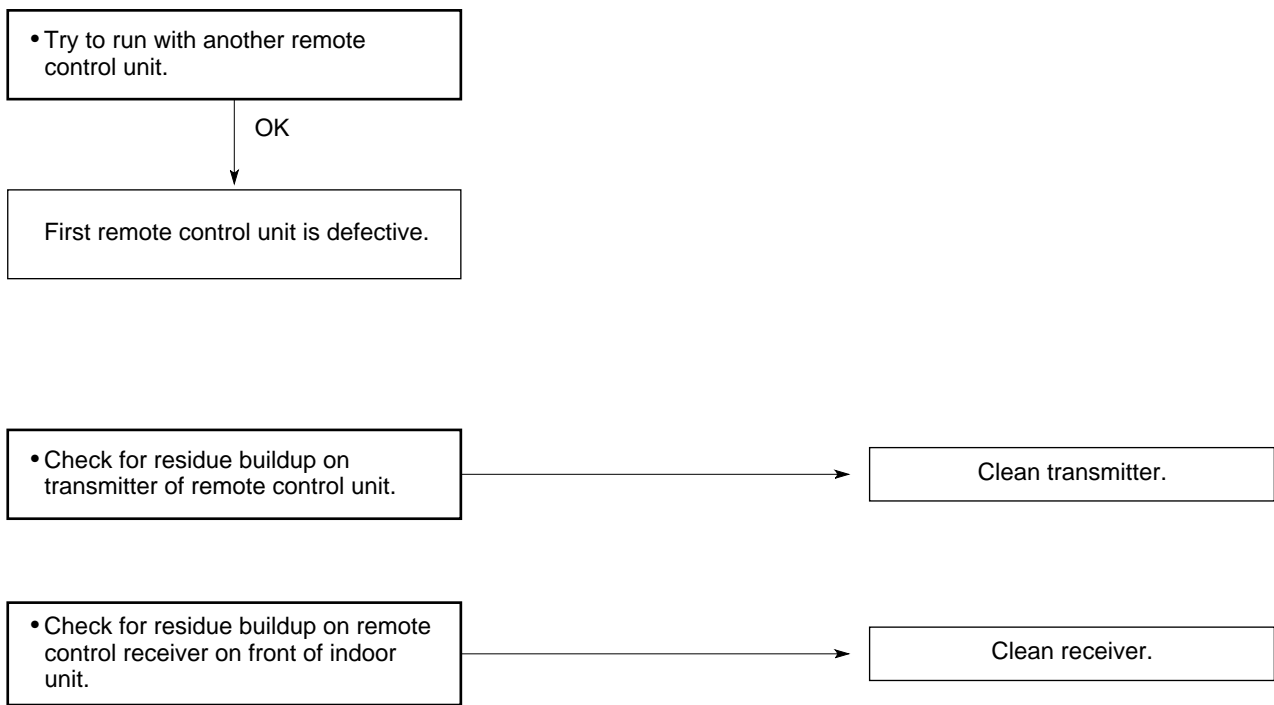 • Try to run with another remote
control unit.
OK
First remote control unit is defective.
• Check for residue buildup on
transmitter of remote control unit.
Clean transmitter.
• Check for residue buildup on remote
control receiver on front of indoor
unit.
Clean receiver.